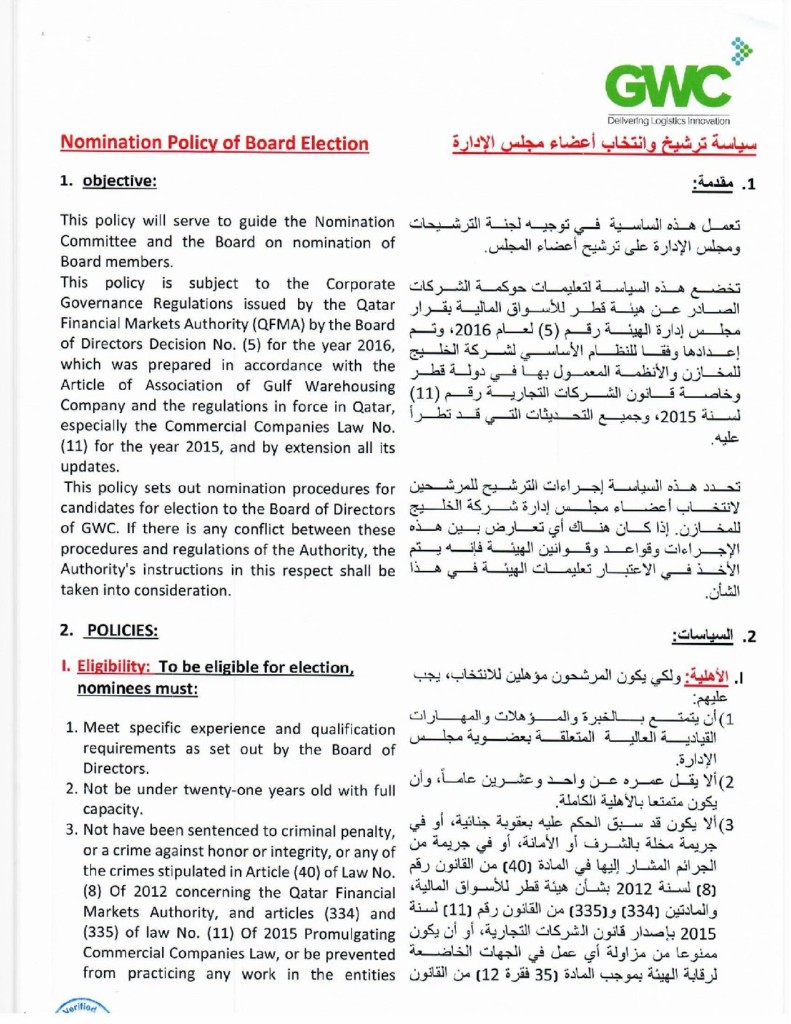 GWC
Delivering Logistics Innovation
Nomination Policy of Board Election
1. objective:
This policy will serve to guide the Nomination
Committee and the Board on nomination of
Board members.
This policy is subject to the Corporate
Governance Regulations issued by the Qatar
Financial Markets Authority (QFMA) by the Board
of Directors Decision No. (5) for the year 2016,
which was prepared in accordance with the
Article of Association of Gulf Warehousing
Company and the regulations in force in Qatar,
especially the Commercial Companies Law No.
(11) for the year 2015, and by extension all its
updates.
This policy sets out nomination procedures for
candidates for election to the Board of Directors
of GWC. If there is any conflict between these
procedures and regulations of the Authority, the
Authority's instructions in this respect shall be
taken into consideration.
2. POLICIES:
I. Eligibility: To be eligible for election,
nominees must:
1. Meet specific experience and qualification
requirements as set out by the Board of
Directors.
2. Not be under twenty-one years old with full
capacity.
3. Not have been sentenced to criminal penalty,
or a crime against honor or integrity, or any of
the crimes stipulated in Article (40) of Law No.
(8) Of 2012 concerning the Qatar Financial
Markets Authority, and articles (334) and
(335) of law No. (11) Of 2015 Promulgating
Commercial Companies Law, or be prevented
from practicing any work in the entities
سياسة ترشيخ وانتخاب أعضاء مجلس الإدارة
1. مقدمة:
تعمل هذه الساسية في توجيه لجنة الترشيحات
ومجلس الإدارة على ترشيح أعضاء المجلس.
تخضع هذه السياسة لتعليمات حوكمة الشركات
الصادر عن هيئة قطر للأسواق المالية بقرار
مجلس إدارة الهيئة رقم (5) لعام 2016، وتم
إعدادها وفقا للنظام الأساسي لشركة الخليج
للمخازن والأنظمة المعمول بها في دولة قطر
وخاصة قانون الشركات التجارية رقم (11)
لسنة 2015، وجميع التحديثات التي قد تطرأ
عليه.
تحدد هذه السياسة إجراءات الترشيح للمرشحين
لانتخاب أعضاء مجلس إدارة شركة الخليج
للمخازن. إذا كان هناك أي تعارض بين هذه
الإجراءات وقواعد وقوانين الهيئة فإنه يتم
الأخذ في الاعتبار تعليمات الهيئة في هذا
الشأن.
2. السياسات:
I. الأهلية: ولكي يكون المرشحون مؤهلين للانتخاب، يجب
عليهم:
1) أن يتمتع بالخبرة والمؤهلات والمهارات
القيادية العالية المتعلقة بعضوية مجلس
الإدارة.
2) ألا يقل عمره عن واحد وعشرين عاماً، وأن
يكون متمتعا بالأهلية الكاملة.
3) ألا يكون قد سبق الحكم عليه بعقوبة جنائية، أو في
جريمة مخلة بالشرف أو الأمانة، أو في جريمة من
الجرائم المشار إليها في المادة (40) من القانون رقم
(8) لسنة 2012 بشأن هيئة قطر للأسواق المالية،
والمادتين (334) و(335) من القانون رقم (11) لسنة
2015 بإصدار قانون الشركات التجارية، أو أن يكون
ممنوعا من مزاولة أي عمل في الجهات الخاضعة
لرقابة الهيئة بموجب المادة (35 فقرة 12) من القانون
Verified